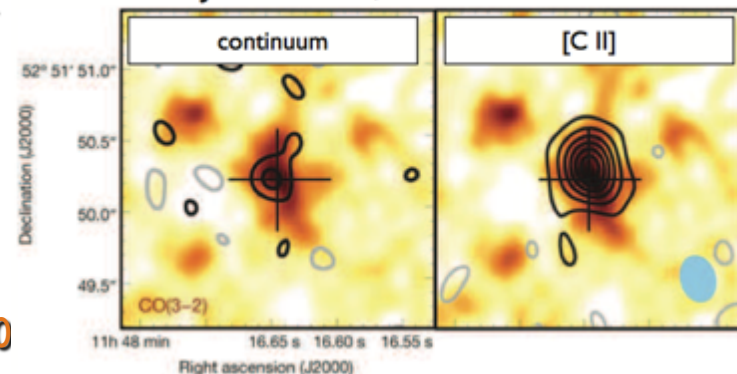 continuum
[C II]
52° 51' 51.0"
50.5"
50.0"
49.5"
Declination (J2000)
CO(3–2)
0
11h 48 min 16.65 s 16.60 s 16.55 s
Right ascension (J2000)